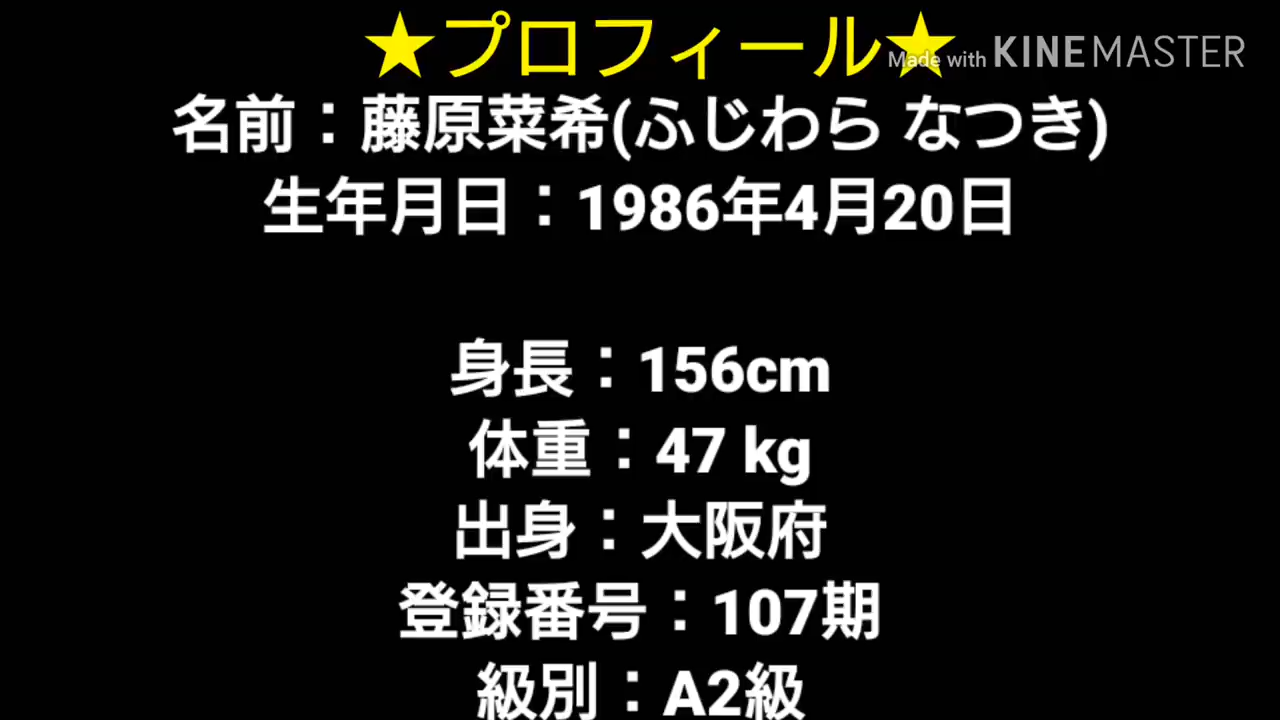 ★プロフィール★
Made with KINEMASTER
名前：藤原菜希(ふじわら なつき)
生年月日：1986年4月20日
身長：156cm
体重：47 kg
出身：大阪府
登録番号：107期
級別：A2級